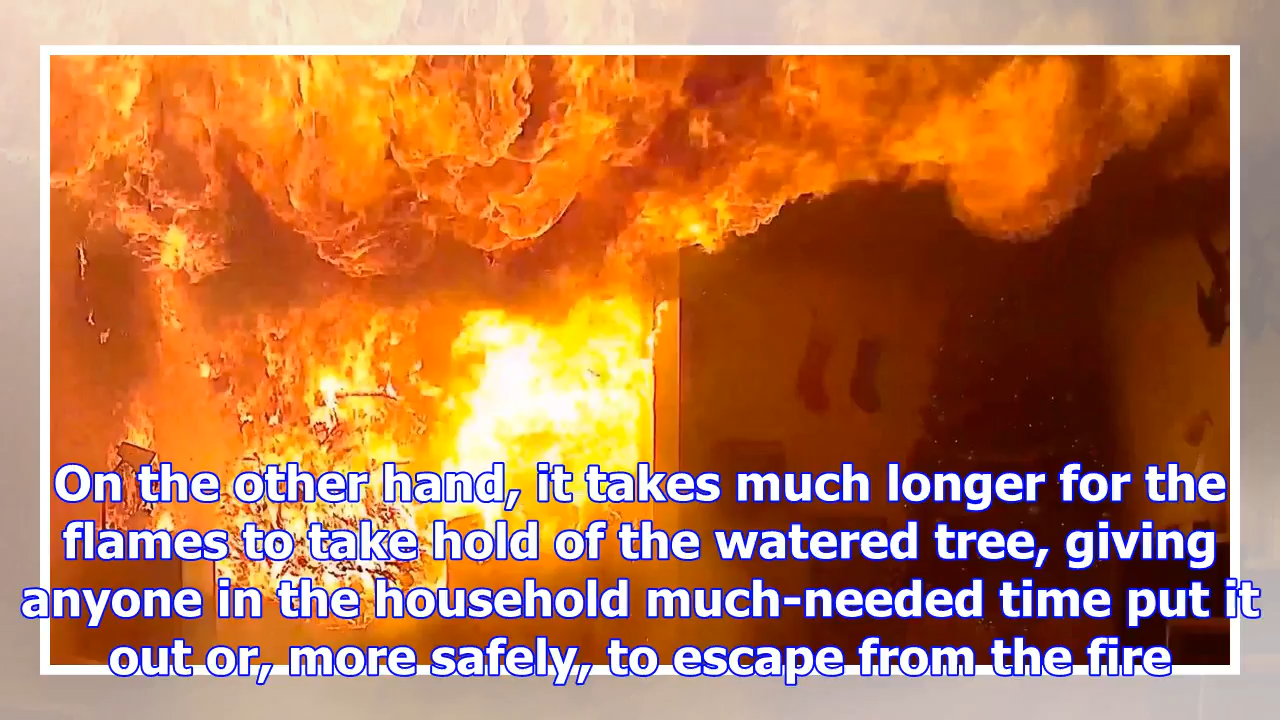 On the other hand, it takes much longer for the
flames to take hold of the watered tree, giving
anyone in the household much-needed time put it
out or, more safely, to escape from the fire